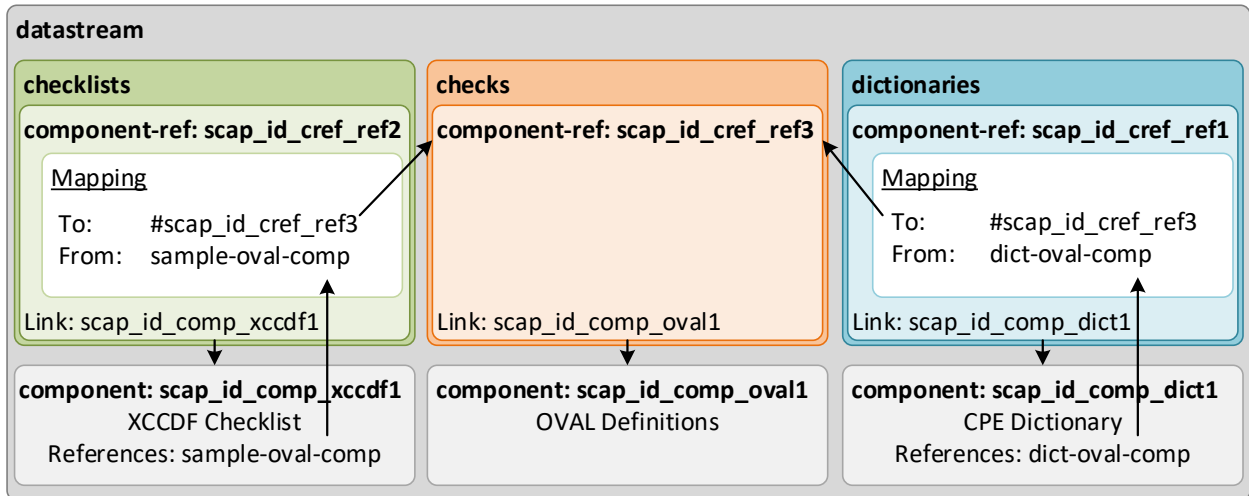 datastream
checklists
component-ref: scap_id_cref_ref2
Mapping
To: #scap_id_cref_ref3
From: sample-oval-comp
Link: scap_id_comp_xccdf1
component: scap_id_comp_xccdf1
XCCDF Checklist
References: sample-oval-comp
checks
component-ref: scap_id_cref_ref3
Link: scap_id_comp_oval1
component: scap_id_comp_oval1
OVAL Definitions
dictionaries
component-ref: scap_id_cref_ref1
Mapping
To: #scap_id_cref_ref3
From: dict-oval-comp
Link: scap_id_comp_dict1
component: scap_id_comp_dict1
CPE Dictionary
References: dict-oval-comp